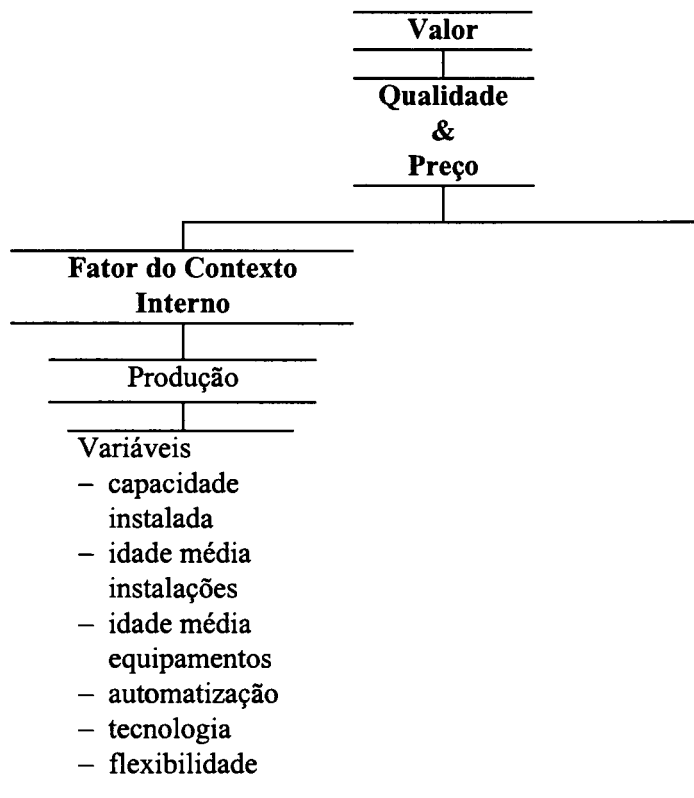 Valor
Qualidade
&
Preço
Fator do Contexto
Interno
Produção
Variáveis
– capacidade
instalada
– idade média
instalações
– idade média
equipamentos
– automatização
– tecnologia
– flexibilidade